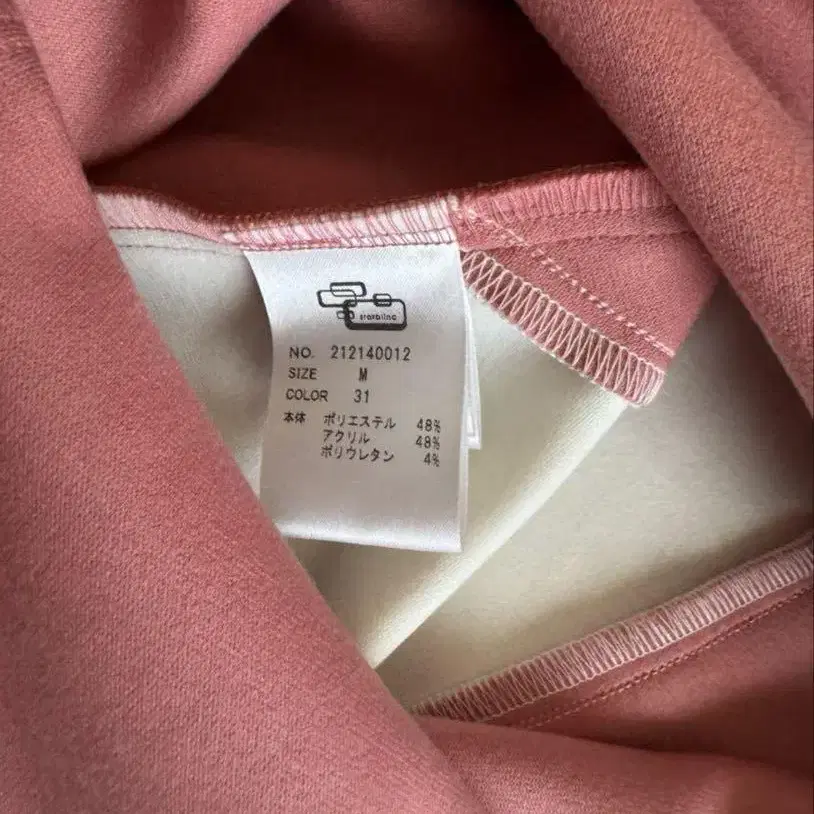 NO. 212140012
SIZE M
COLOR 31
本体 ポリエステル 48%
アクリル 48%
ポリウレタン 4%